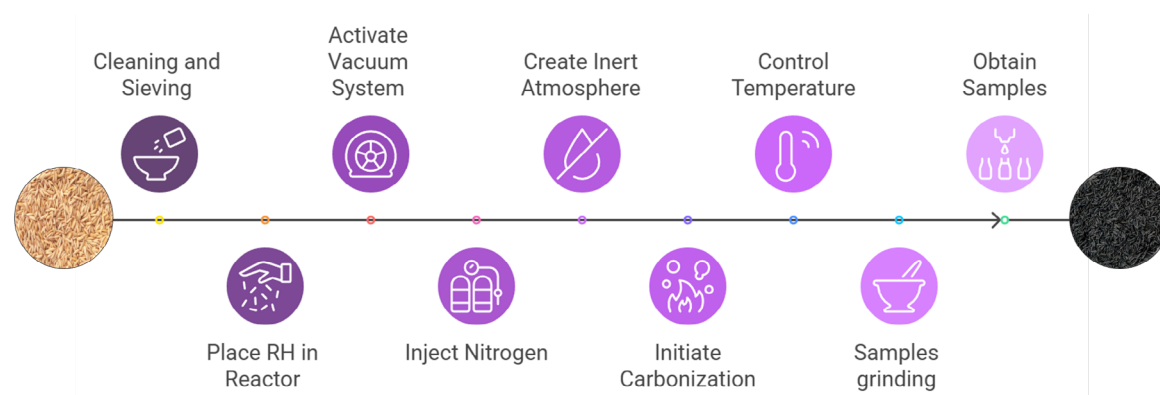 Cleaning and
Sieving
Place RH in
Reactor
Activate
Vacuum
System
Inject Nitrogen
Create Inert
Atmosphere
Initiate
Carbonization
Control
Temperature
Samples
grinding
Obtain
Samples